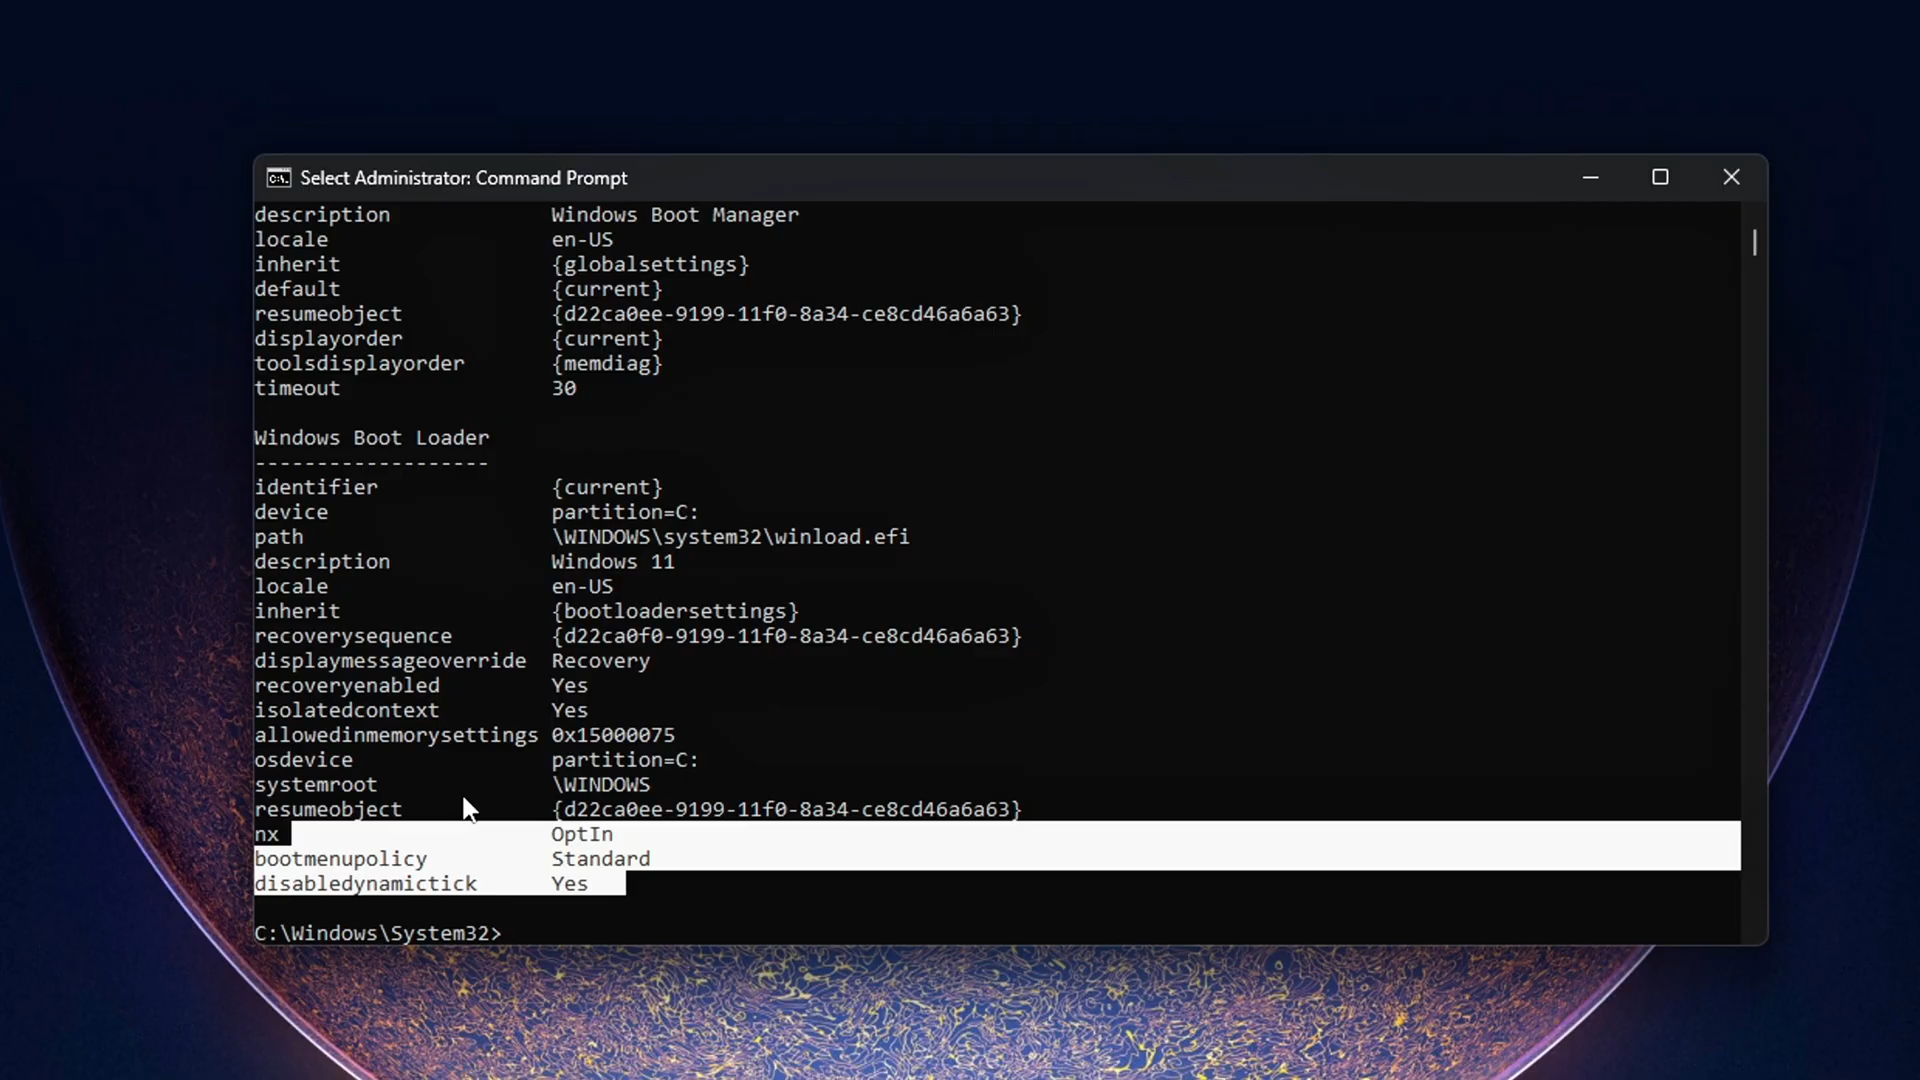 Select Administrator: Command Prompt
description Windows Boot Manager
locale en-US
inherit {globalsettings}
default {current}
resumeobject {d22ca0ee-9199-11f0-8a34-ce8cd46a6a63}
displayorder {current}
toolsdisplayorder {memdiag}
timeout 30
Windows Boot Loader
-------------------
identifier {current}
device partition=C:
path \WINDOWS\system32\winload.efi
description Windows 11
locale en-US
inherit {bootloadersettings}
recoverysequence {d22ca0f0-9199-11f0-8a34-ce8cd46a6a63}
displaymessageoverride Recovery
recoveryenabled Yes
isolatedcontext Yes
allowedinmemorysettings 0x15000075
osdevice partition=C:
systemroot \WINDOWS
resumeobject {d22ca0ee-9199-11f0-8a34-ce8cd46a6a63}
nx OptIn
bootmenupolicy Standard
disabledynamictick Yes
C:\Windows\System32>